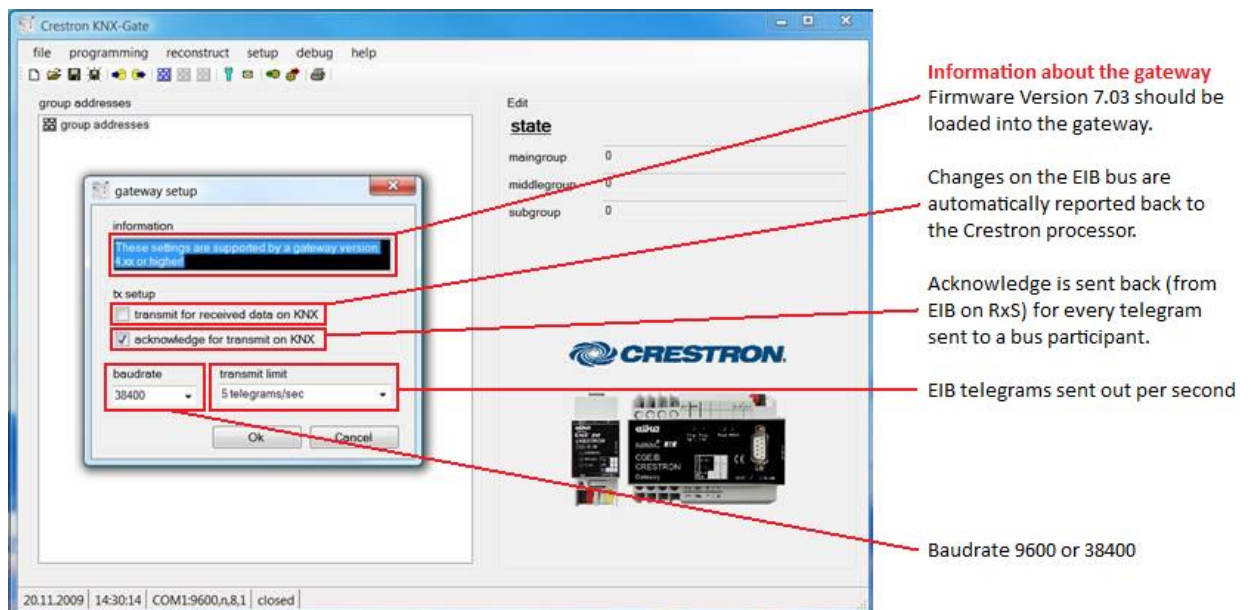 Crestron KNX-Gate
file programming reconstruct setup debug help
group addresses
group addresses
Edit
state
maingroup 0
middlegroup 0
subgroup 0
gateway setup
information
These settings are supported by a gateway version
4.xx or higher!
tx setup
transmit for received data on KNX
acknowledge for transmit on KNX
baudrate
38400
transmit limit
5 telegrams/sec
Ok Cancel
CRESTRON.
CRESTRON
CGEIB
CRESTRON
Gateway
20.11.2009 14:30:14 COM1:9600,n,8,1 closed
Information about the gateway
Firmware Version 7.03 should be
loaded into the gateway.
Changes on the EIB bus are
automatically reported back to
the Crestron processor.
Acknowledge is sent back (from
EIB on RxS) for every telegram
sent to a bus participant.
EIB telegrams sent out per second
Baudrate 9600 or 38400